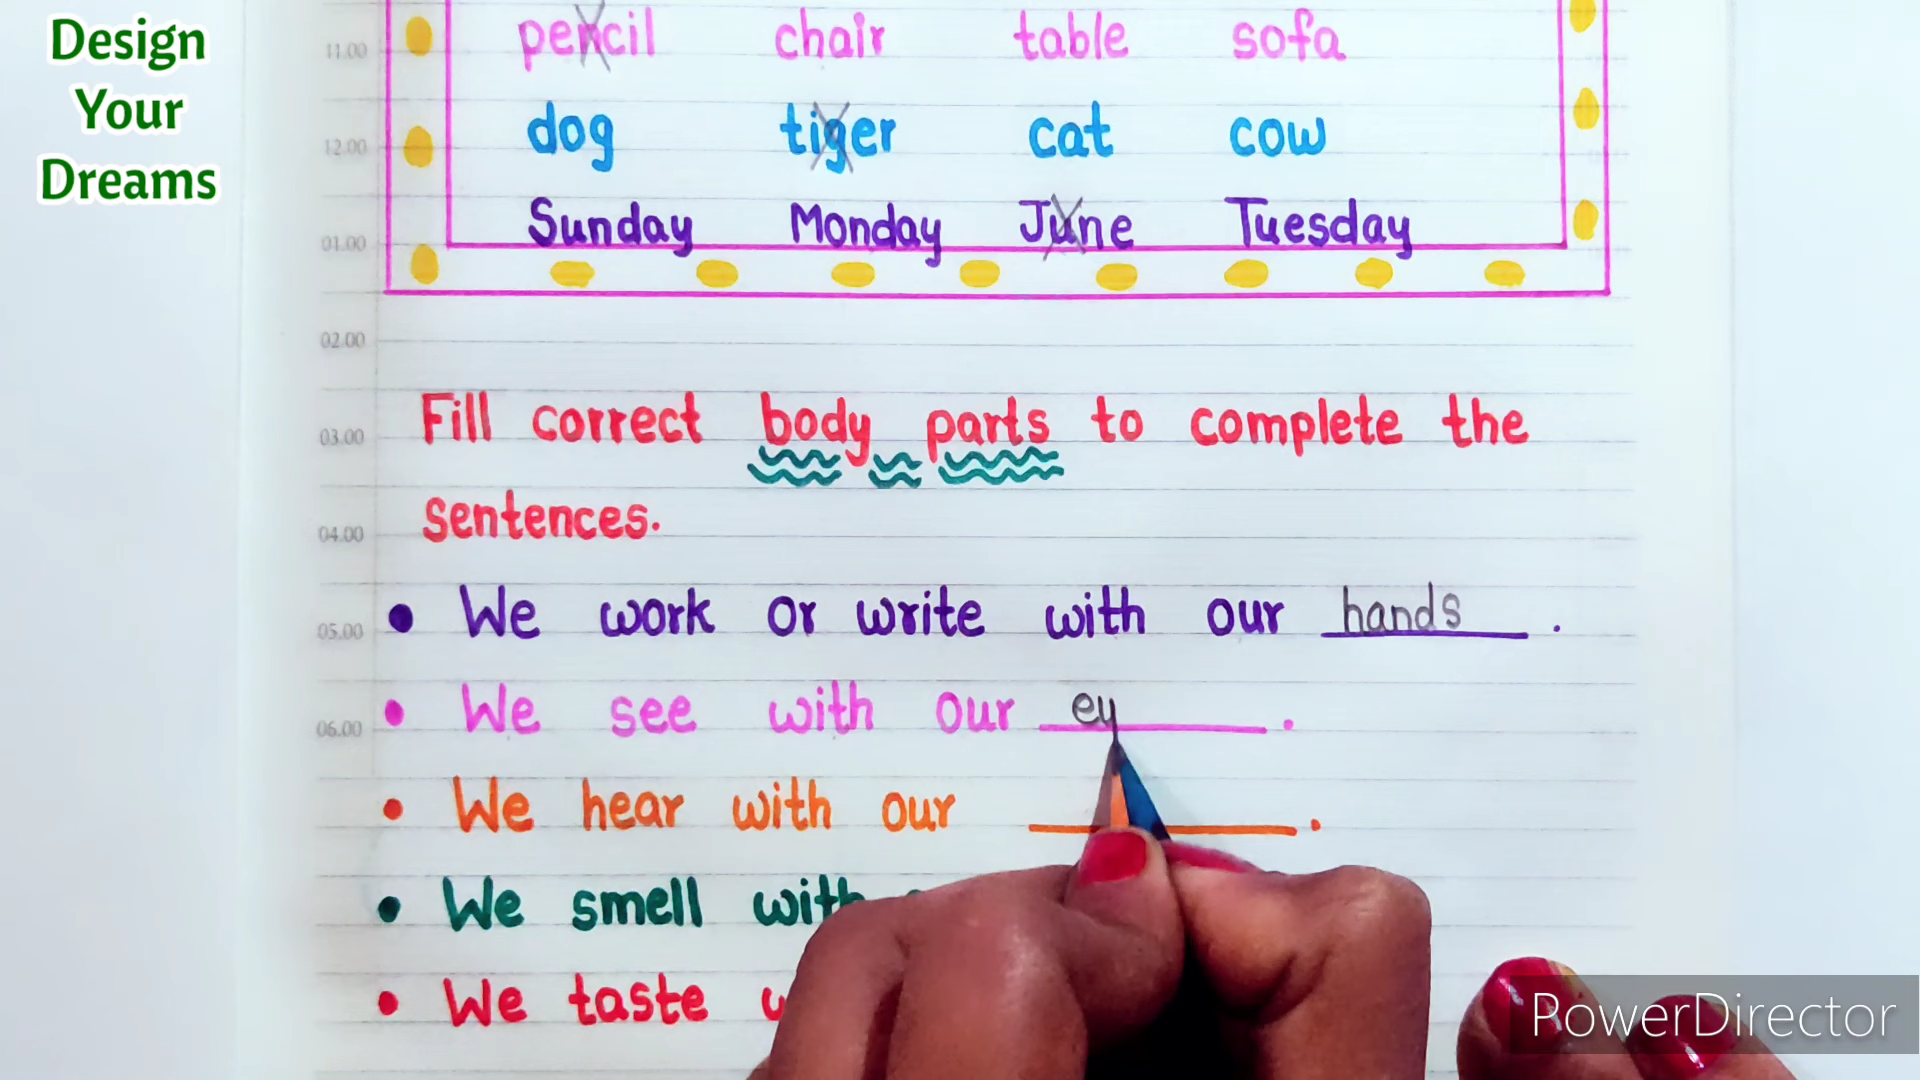 Design
Your
Dreams
11.00 pencil chair table sofa
12.00 dog tiger cat cow
01.00 Sunday Monday June Tuesday
02.00
03.00 Fill correct body parts to complete the
04.00 sentences.
05.00 • We work or write with our hands .
06.00 • We see with our ey .
• We hear with our .
• We smell with
• We taste
PowerDirector